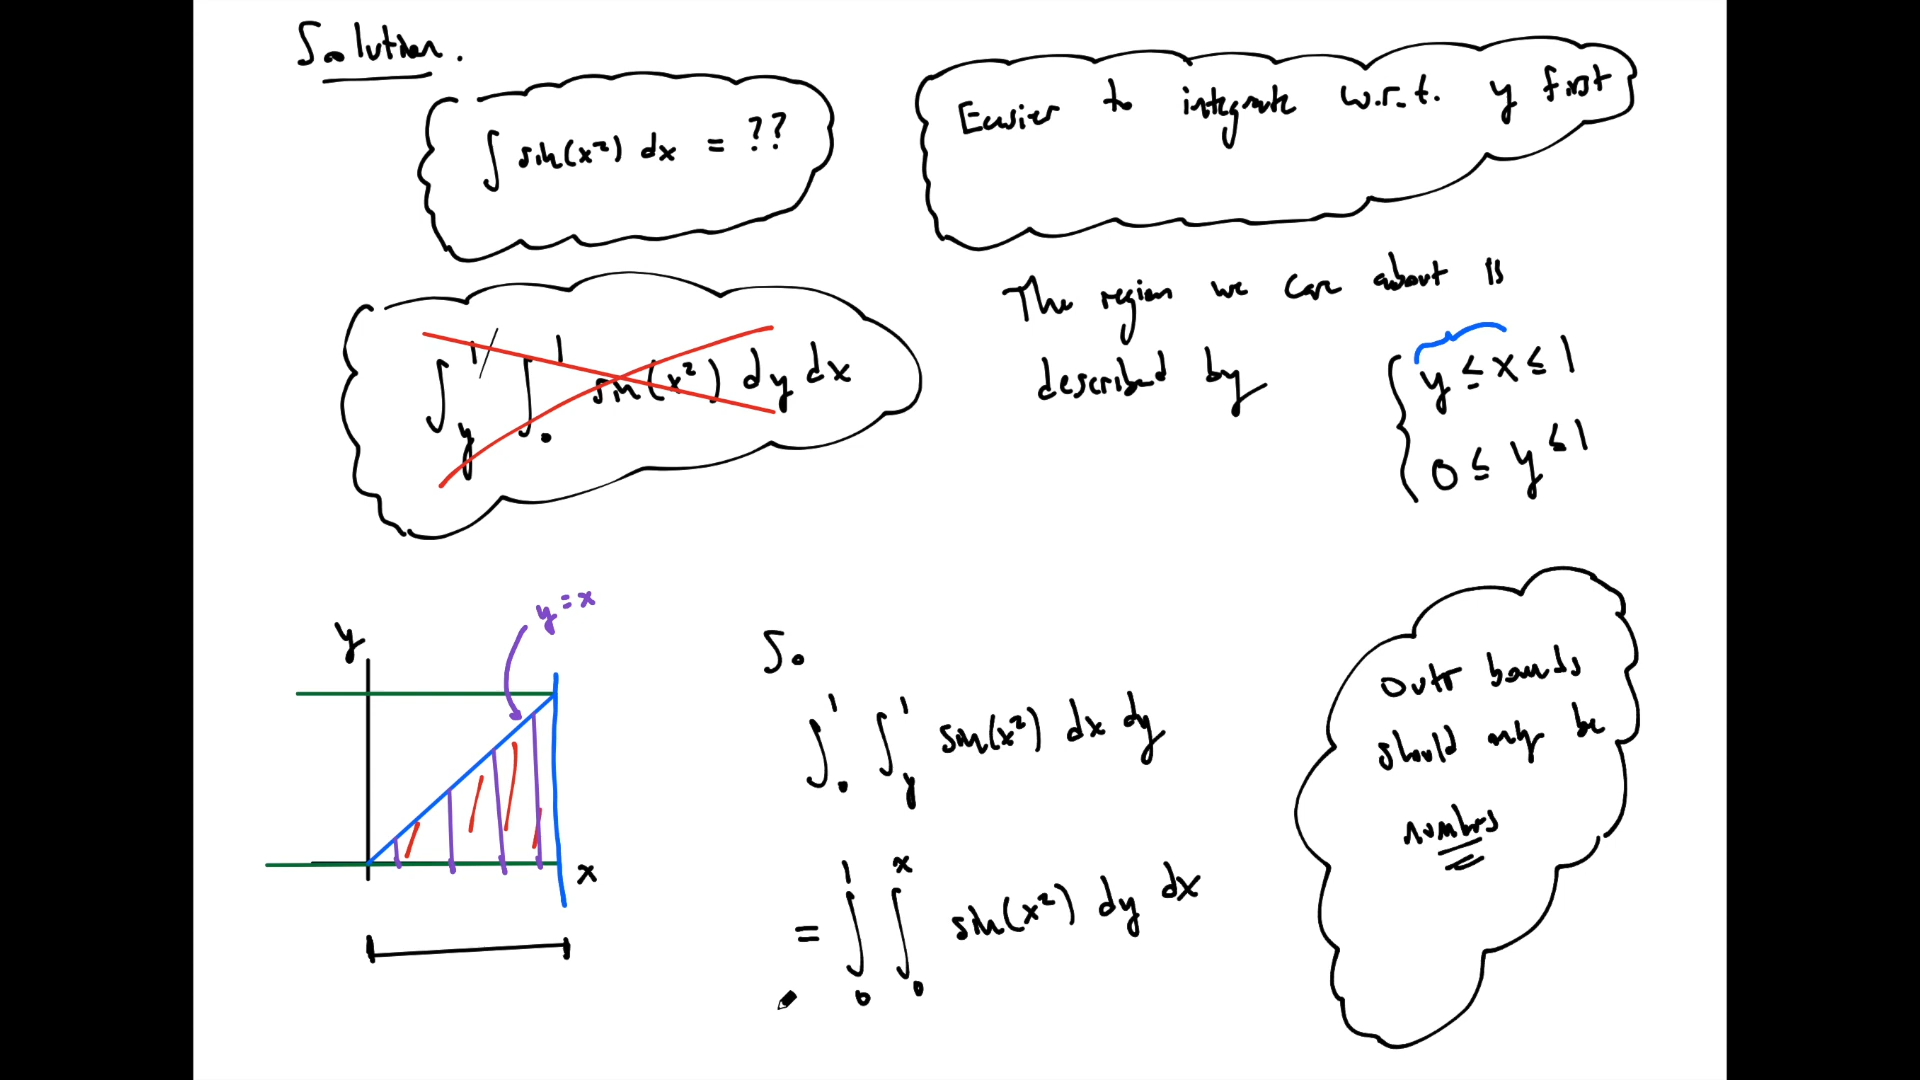 Solution.
∫ sin(x²) dx = ??
Easier to integrate w.r.t. y first
∫_y^1 ∫_0^1 sin(x²) dy dx
The region we care about is
described by
y ≤ x ≤ 1
0 ≤ y ≤ 1
y = x
y
x
So
∫_0^1 ∫_y^1 sin(x²) dx dy
= ∫_0^1 ∫_0^x sin(x²) dy dx
Outer bounds
should only be
numbers